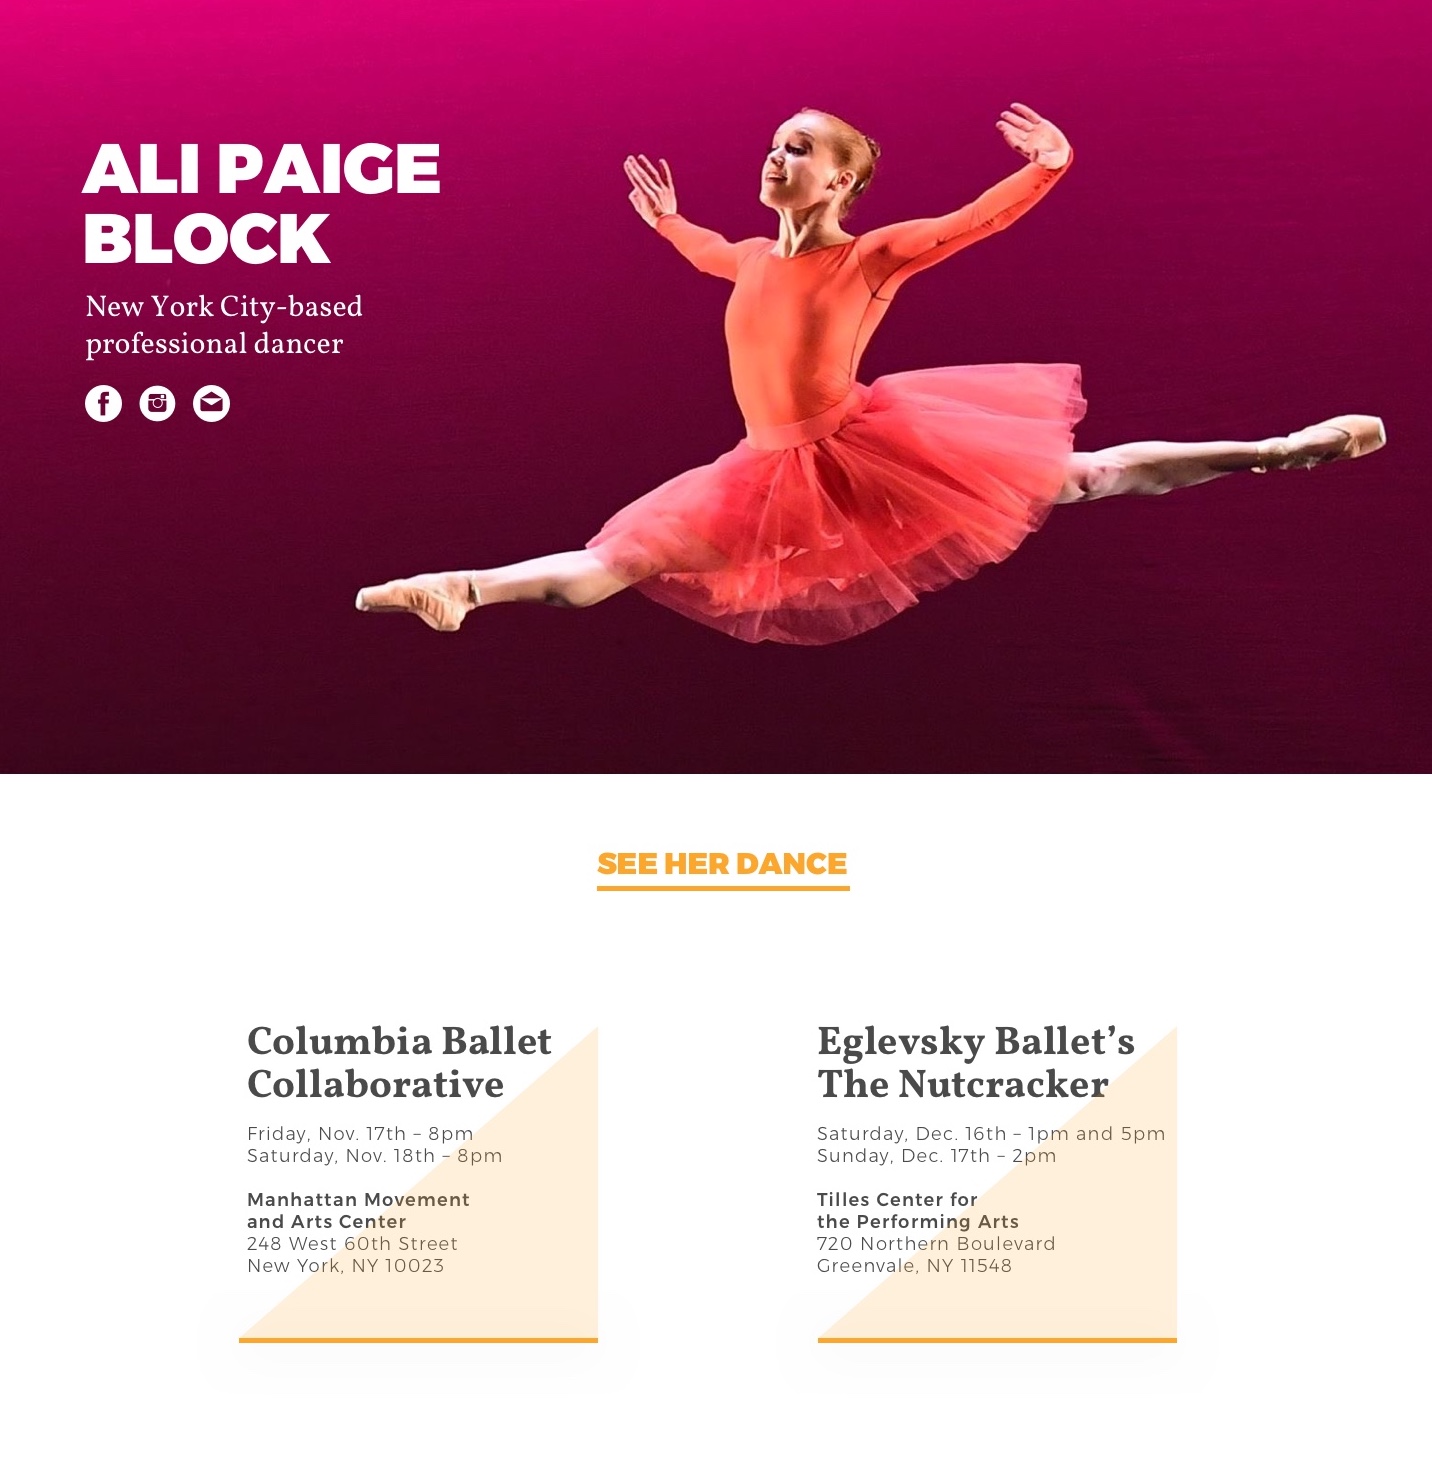 ALI PAIGE
BLOCK
New York City-based
professional dancer
SEE HER DANCE
Columbia Ballet
Collaborative
Friday, Nov. 17th – 8pm
Saturday, Nov. 18th – 8pm
Manhattan Movement
and Arts Center
248 West 60th Street
New York, NY 10023
Eglevsky Ballet’s
The Nutcracker
Saturday, Dec. 16th – 1pm and 5pm
Sunday, Dec. 17th – 2pm
Tilles Center for
the Performing Arts
720 Northern Boulevard
Greenvale, NY 11548